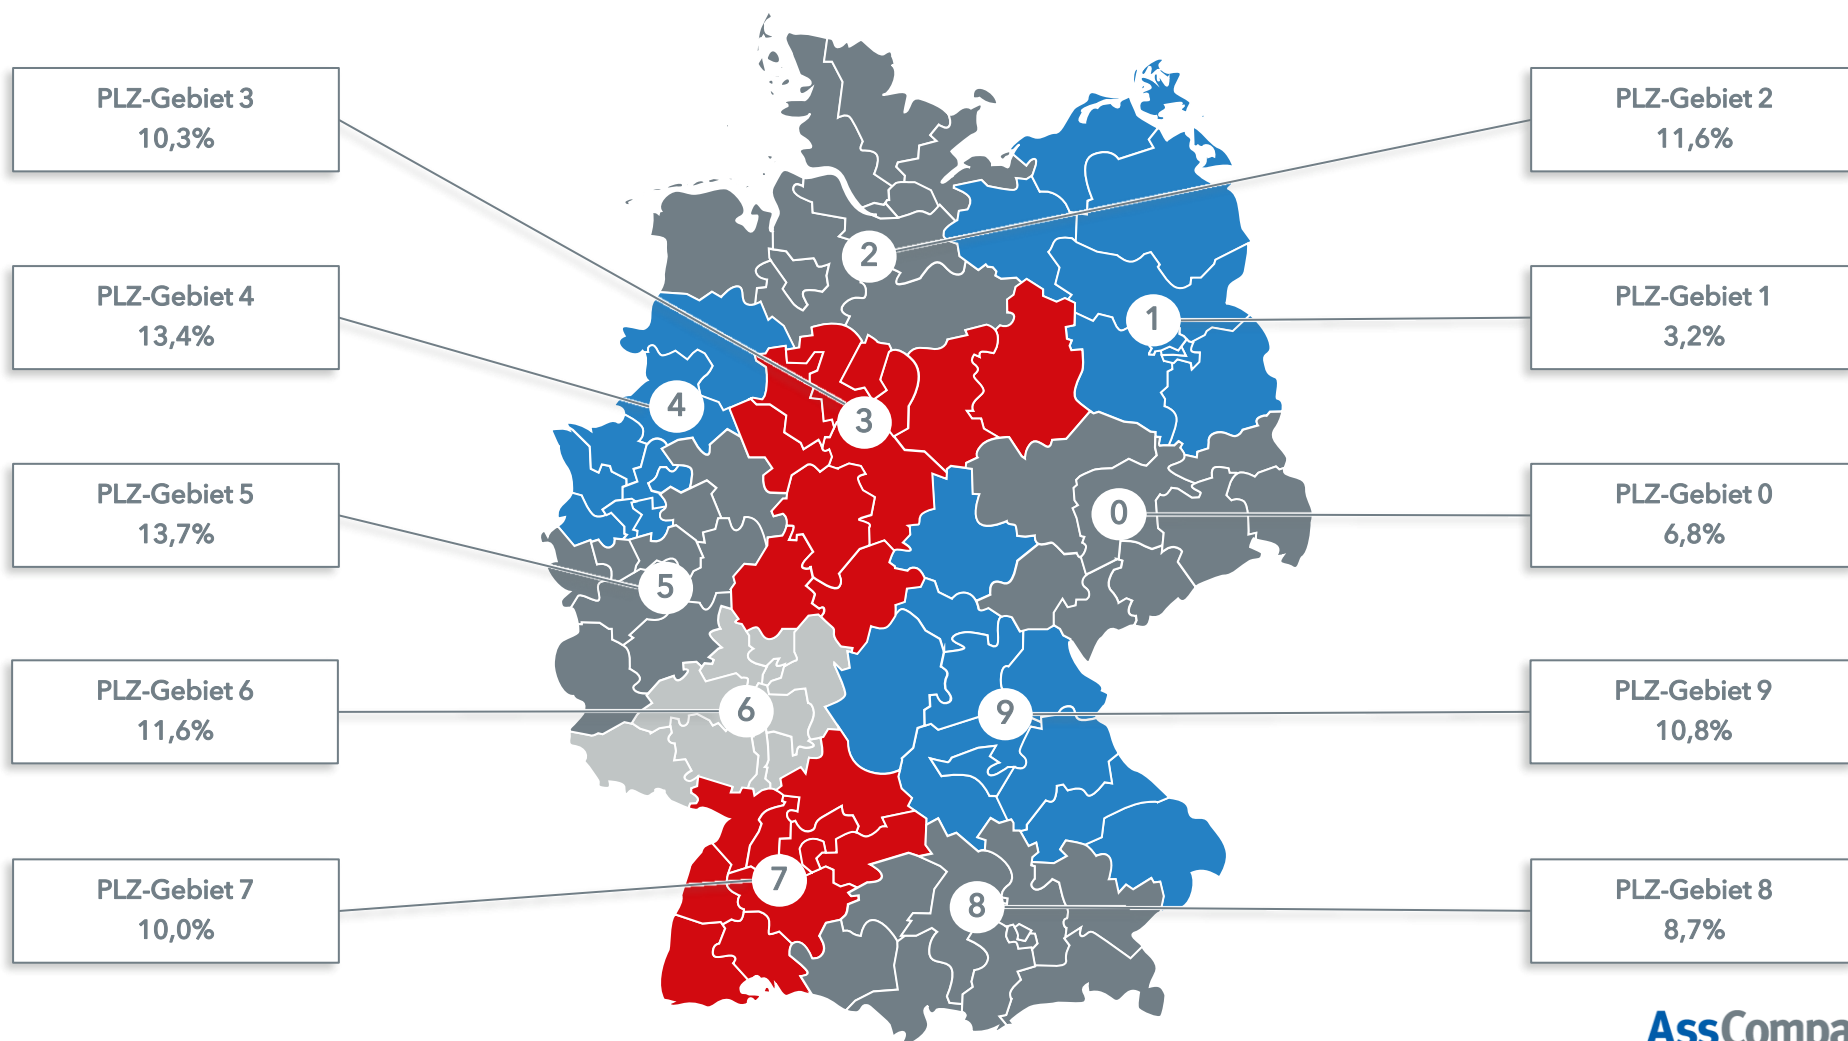 PLZ-Gebiet 3
10,3%
PLZ-Gebiet 4
13,4%
PLZ-Gebiet 5
13,7%
PLZ-Gebiet 6
11,6%
PLZ-Gebiet 7
10,0%
2
1
4
3
0
5
6
9
7
8
PLZ-Gebiet 2
11,6%
PLZ-Gebiet 1
3,2%
PLZ-Gebiet 0
6,8%
PLZ-Gebiet 9
10,8%
PLZ-Gebiet 8
8,7%
AssCompa